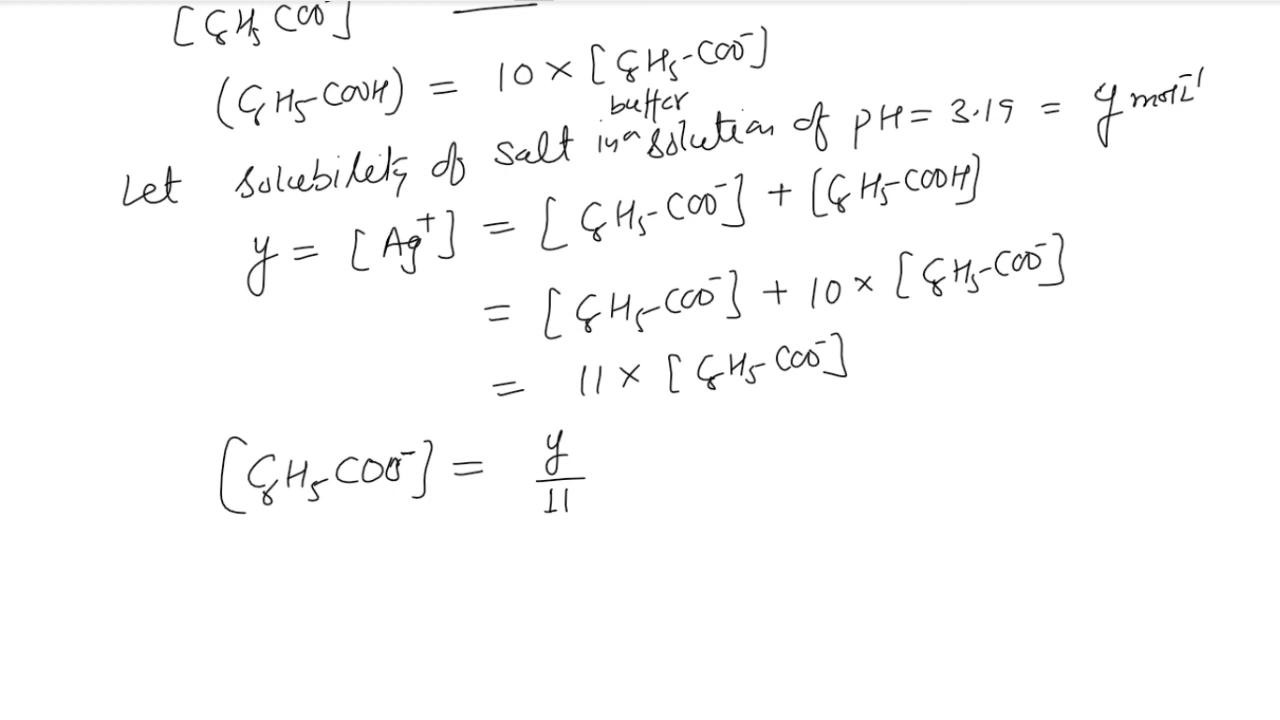 [C₆H₅COO⁻]
(C₆H₅-COOH) = 10 × [C₆H₅-COO⁻]
buffer
Let solubility of salt in a solution of pH = 3.19 = y mol L⁻¹
y = [Ag⁺] = [C₆H₅-COO⁻] + [C₆H₅-COOH]
= [C₆H₅-COO⁻] + 10 × [C₆H₅-COO⁻]
= 11 × [C₆H₅-COO⁻]
[C₆H₅COO⁻] = y/11